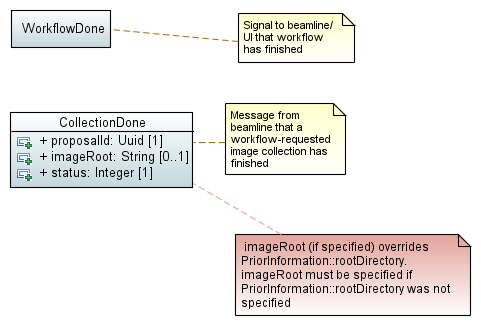 WorkflowDone
Signal to beamline/
UI that workflow
has finished
CollectionDone
+ proposalId: Uuid [1]
+ imageRoot: String [0..1]
+ status: Integer [1]
Message from
beamline that a
workflow-requested
image collection has
finished
imageRoot (if specified) overrides
PriorInformation::rootDirectory.
imageRoot must be specified if
PriorInformation::rootDirectory was not
specified